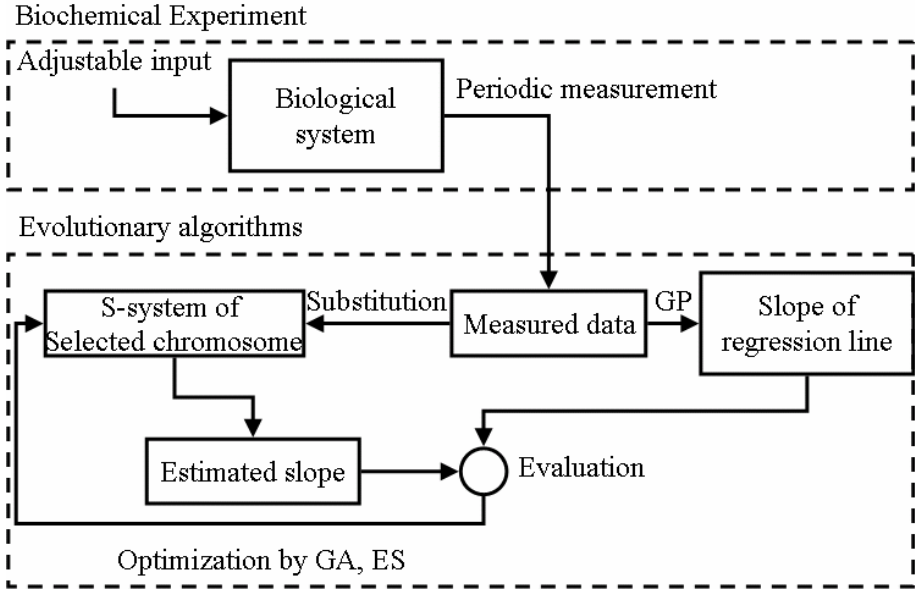 Biochemical Experiment
Adjustable input
Biological
system
Periodic measurement
Evolutionary algorithms
S-system of
Selected chromosome
Substitution
Measured data
GP
Slope of
regression line
Estimated slope
Evaluation
Optimization by GA, ES